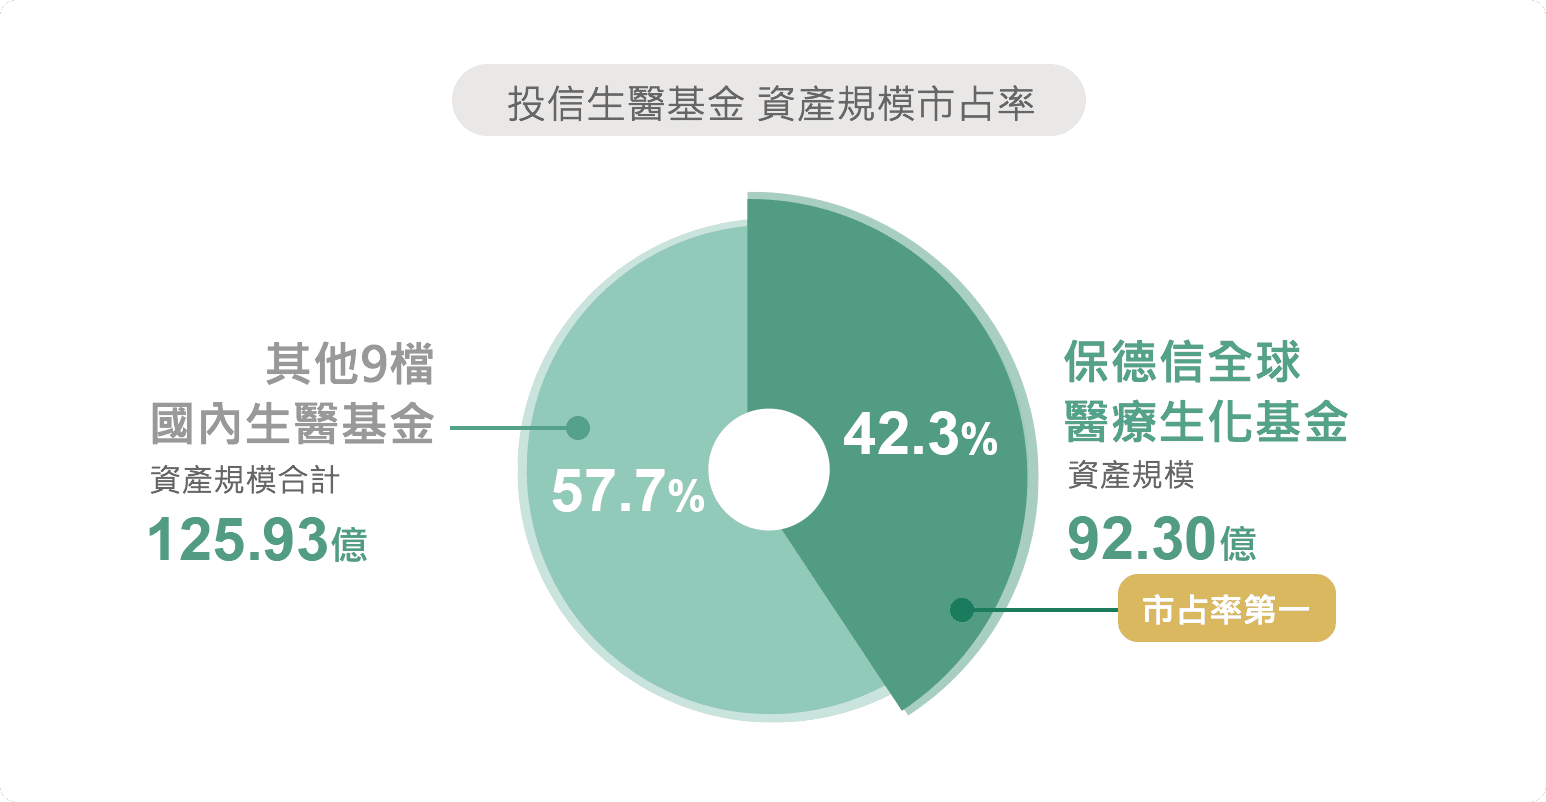 投信生醫基金 資產規模市占率
其他9檔
國內生醫基金
資產規模合計
125.93億
57.7%
42.3%
保德信全球
醫療生化基金
資產規模
92.30億
市占率第一